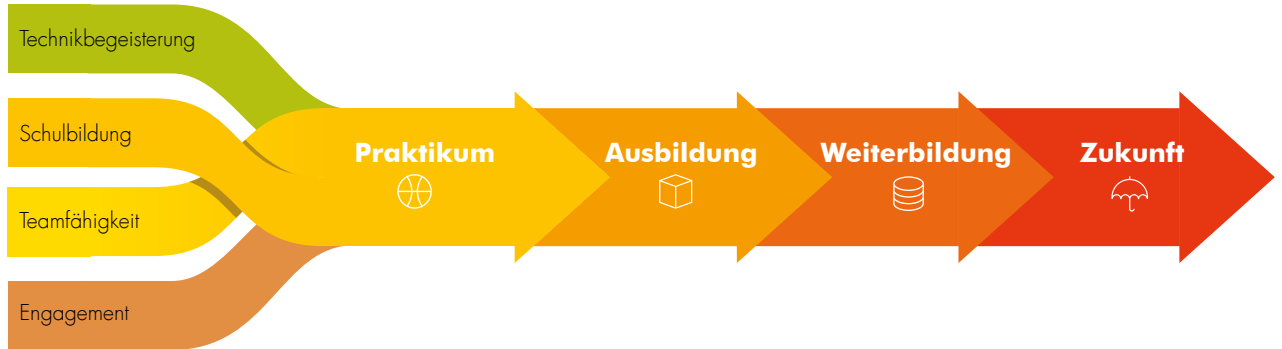 Technikbegeisterung
Schulbildung
Teamfähigkeit
Engagement
Praktikum
Ausbildung
Weiterbildung
Zukunft